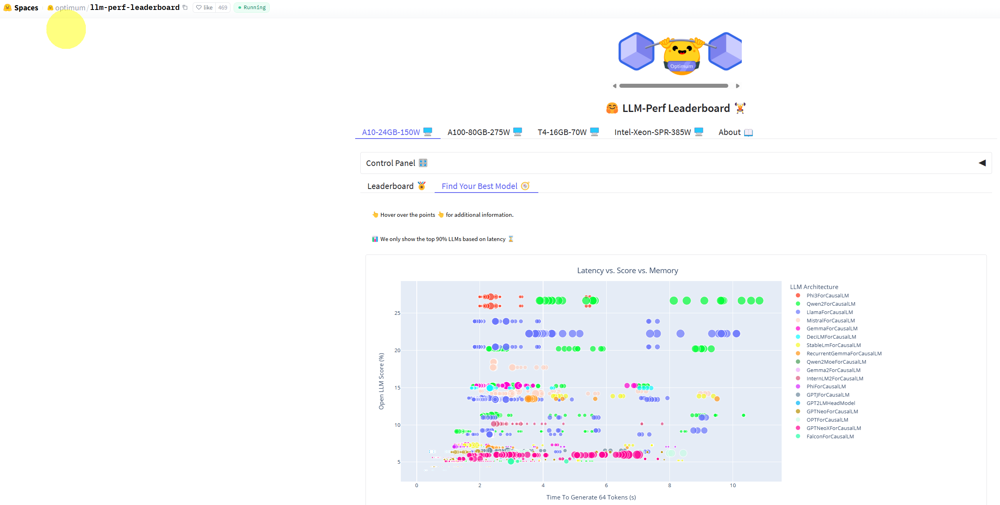 Spaces optimum/llm-perf-leaderboard like 469 Running
Optimum
LLM-Perf Leaderboard
A10-24GB-150W A100-80GB-275W T4-16GB-70W Intel-Xeon-SPR-385W About
Control Panel
Leaderboard Find Your Best Model
Hover over the points for additional information.
We only show the top 90% LLMs based on latency
Latency vs. Score vs. Memory
LLM Architecture
Phi3ForCausalLM
Qwen2ForCausalLM
LlamaForCausalLM
MistralForCausalLM
GemmaForCausalLM
DeciLMForCausalLM
StableLmForCausalLM
RecurrentGemmaForCausalLM
Qwen2MoeForCausalLM
Gemma2ForCausalLM
InternLM2ForCausalLM
PhiForCausalLM
GPTJForCausalLM
GPT2LMHeadModel
GPTNeoForCausalLM
OPTForCausalLM
GPTNeoXForCausalLM
FalconForCausalLM
Open LLM Score (%)
25
20
15
10
5
0 2 4 6 8 10
Time To Generate 64 Tokens (s)